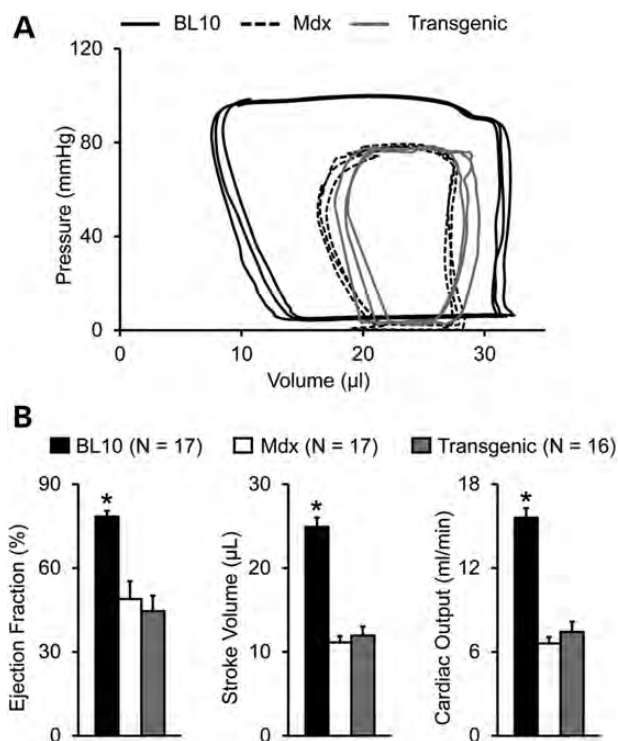 A
BL10 Mdx Transgenic
120
80
40
0
Pressure (mmHg)
0 10 20 30
Volume (µl)
B
BL10 (N = 17) Mdx (N = 17) Transgenic (N = 16)
Ejection Fraction (%)
90
60
30
0
*
Stroke Volume (µL)
30
20
10
0
*
Cardiac Output (ml/min)
18
12
6
0
*